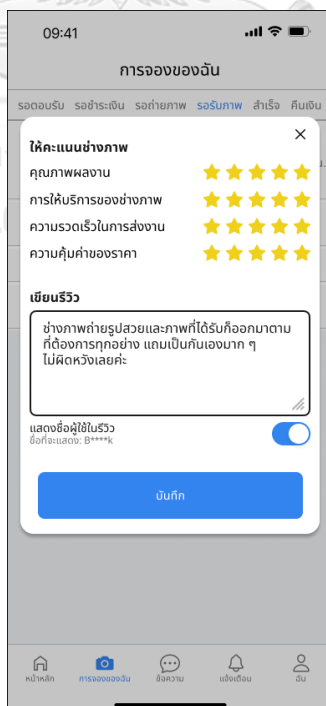 09:41
การจองของฉัน
รอตอบรับ รอชำระเงิน รอถ่ายภาพ รอรับภาพ สำเร็จ คืนเงิน
ให้คะแนนช่างภาพ
คุณภาพผลงาน
การให้บริการของช่างภาพ
ความรวดเร็วในการส่งงาน
ความคุ้มค่าของราคา
เขียนรีวิว
ช่างภาพถ่ายรูปสวยและภาพที่ได้รับก็ออกมาตาม
ที่ต้องการทุกอย่าง แถมเป็นกันเองมาก ๆ
ไม่ผิดหวังเลยค่ะ
แสดงชื่อผู้ใช้ในรีวิว
ชื่อที่จะแสดง: B****k
บันทึก
หน้าหลัก การจองของฉัน ข้อความ แจ้งเตือน ฉัน